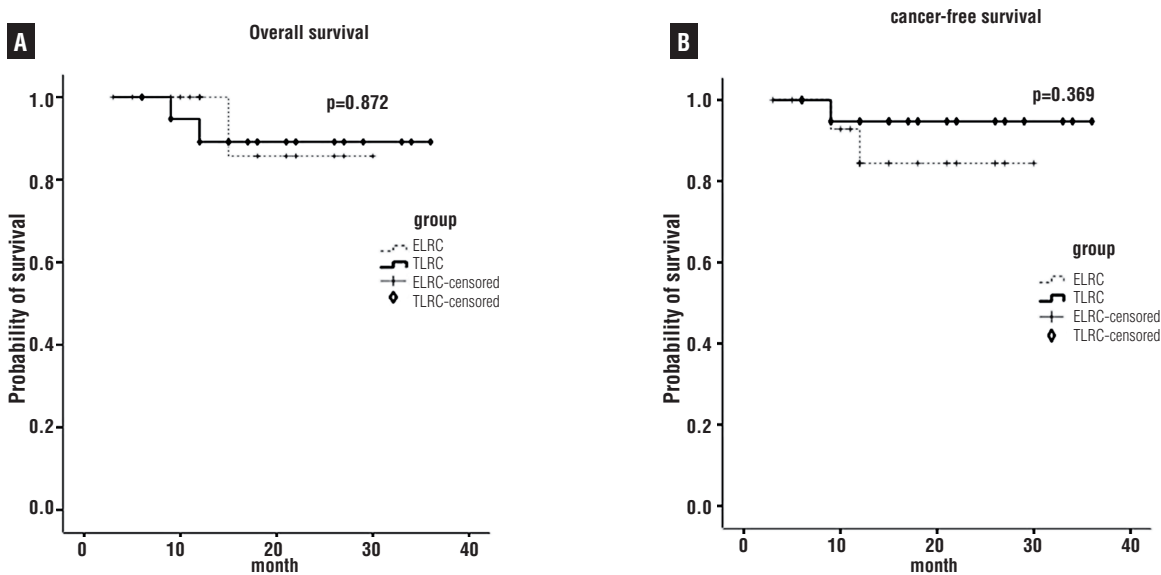 A
Overall survival
p=0.872
Probability of survival
1.0
0.8
0.6
0.4
0.2
0.0
group
ELRC
TLRC
ELRC-censored
TLRC-censored
0 10 20 30 40
month
B
cancer-free survival
p=0.369
Probability of survival
1.0
0.8
0.6
0.4
0.2
0.0
group
ELRC
TLRC
ELRC-censored
TLRC-censored
0 10 20 30 40
month